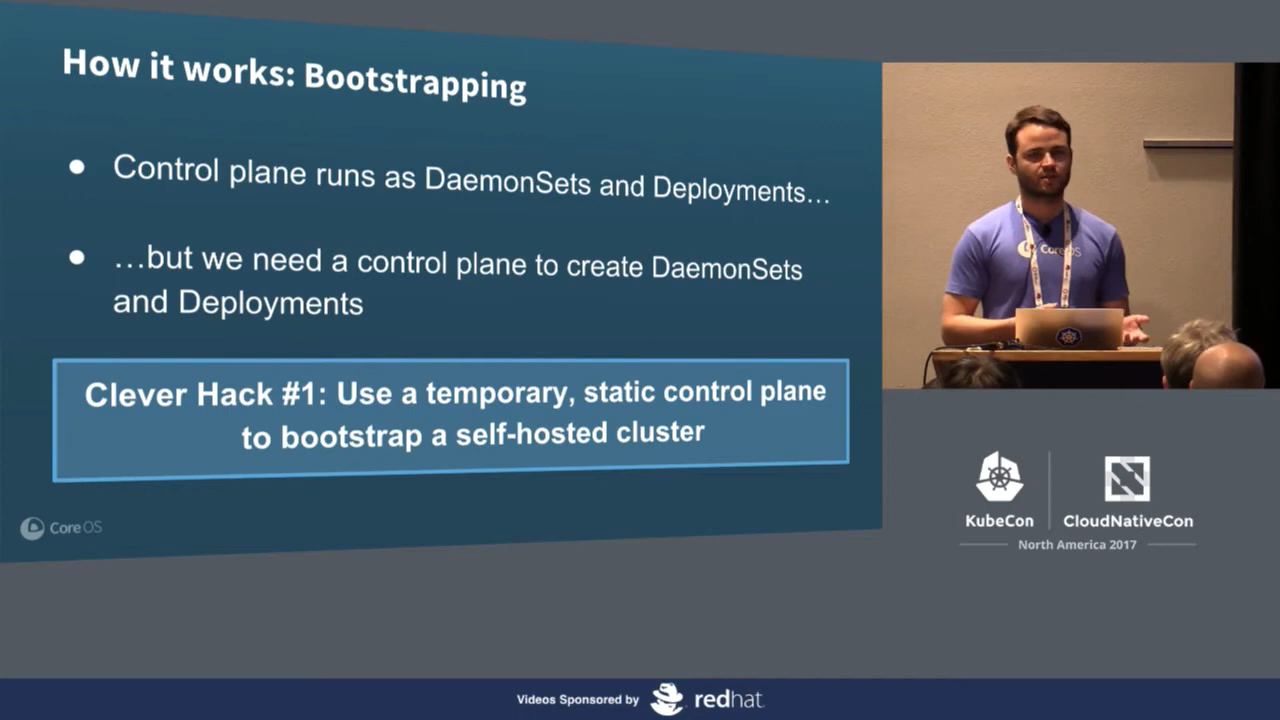 How it works: Bootstrapping
● Control plane runs as DaemonSets and Deployments…
● …but we need a control plane to create DaemonSets
and Deployments
Clever Hack #1: Use a temporary, static control plane
to bootstrap a self-hosted cluster
CoreOS
CoreOS
KubeCon
CloudNativeCon
North America 2017
Videos Sponsored by
redhat